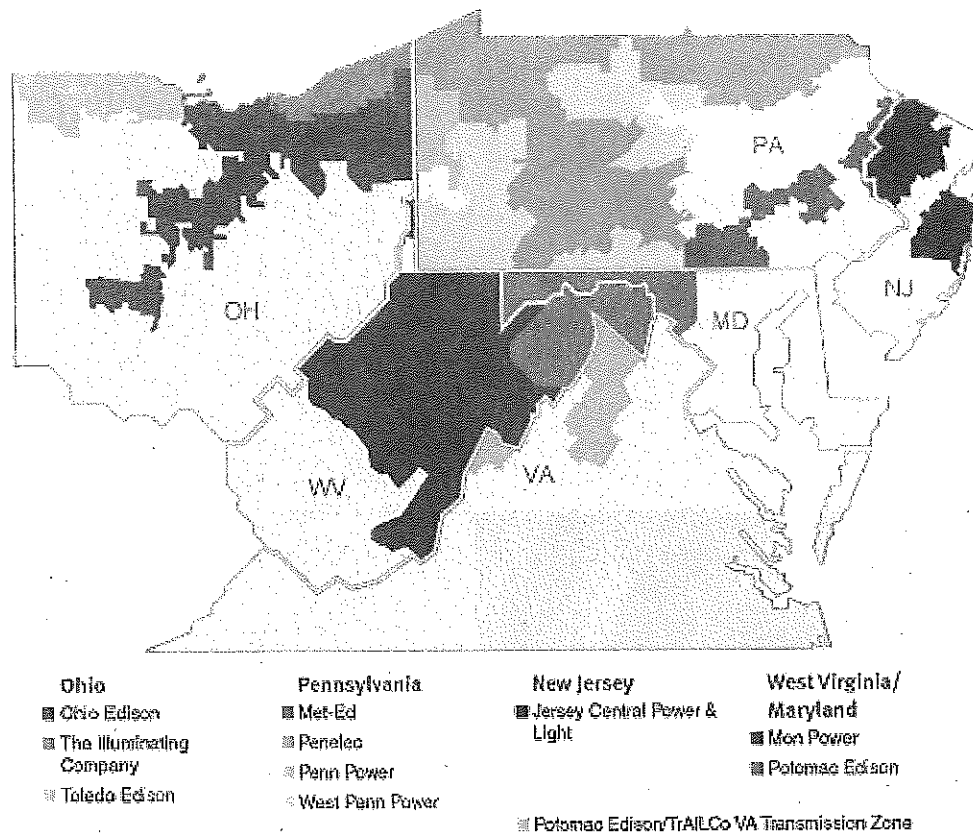 PA
OH
MD
NJ
WV
VA
Ohio
Ohio Edison
The Illuminating
Company
Toledo Edison
Pennsylvania
Met-Ed
Penelec
Penn Power
West Penn Power
New Jersey
Jersey Central Power &
Light
West Virginia/
Maryland
Mon Power
Potomac Edison
Potomac Edison/TrAILCo VA Transmission Zone